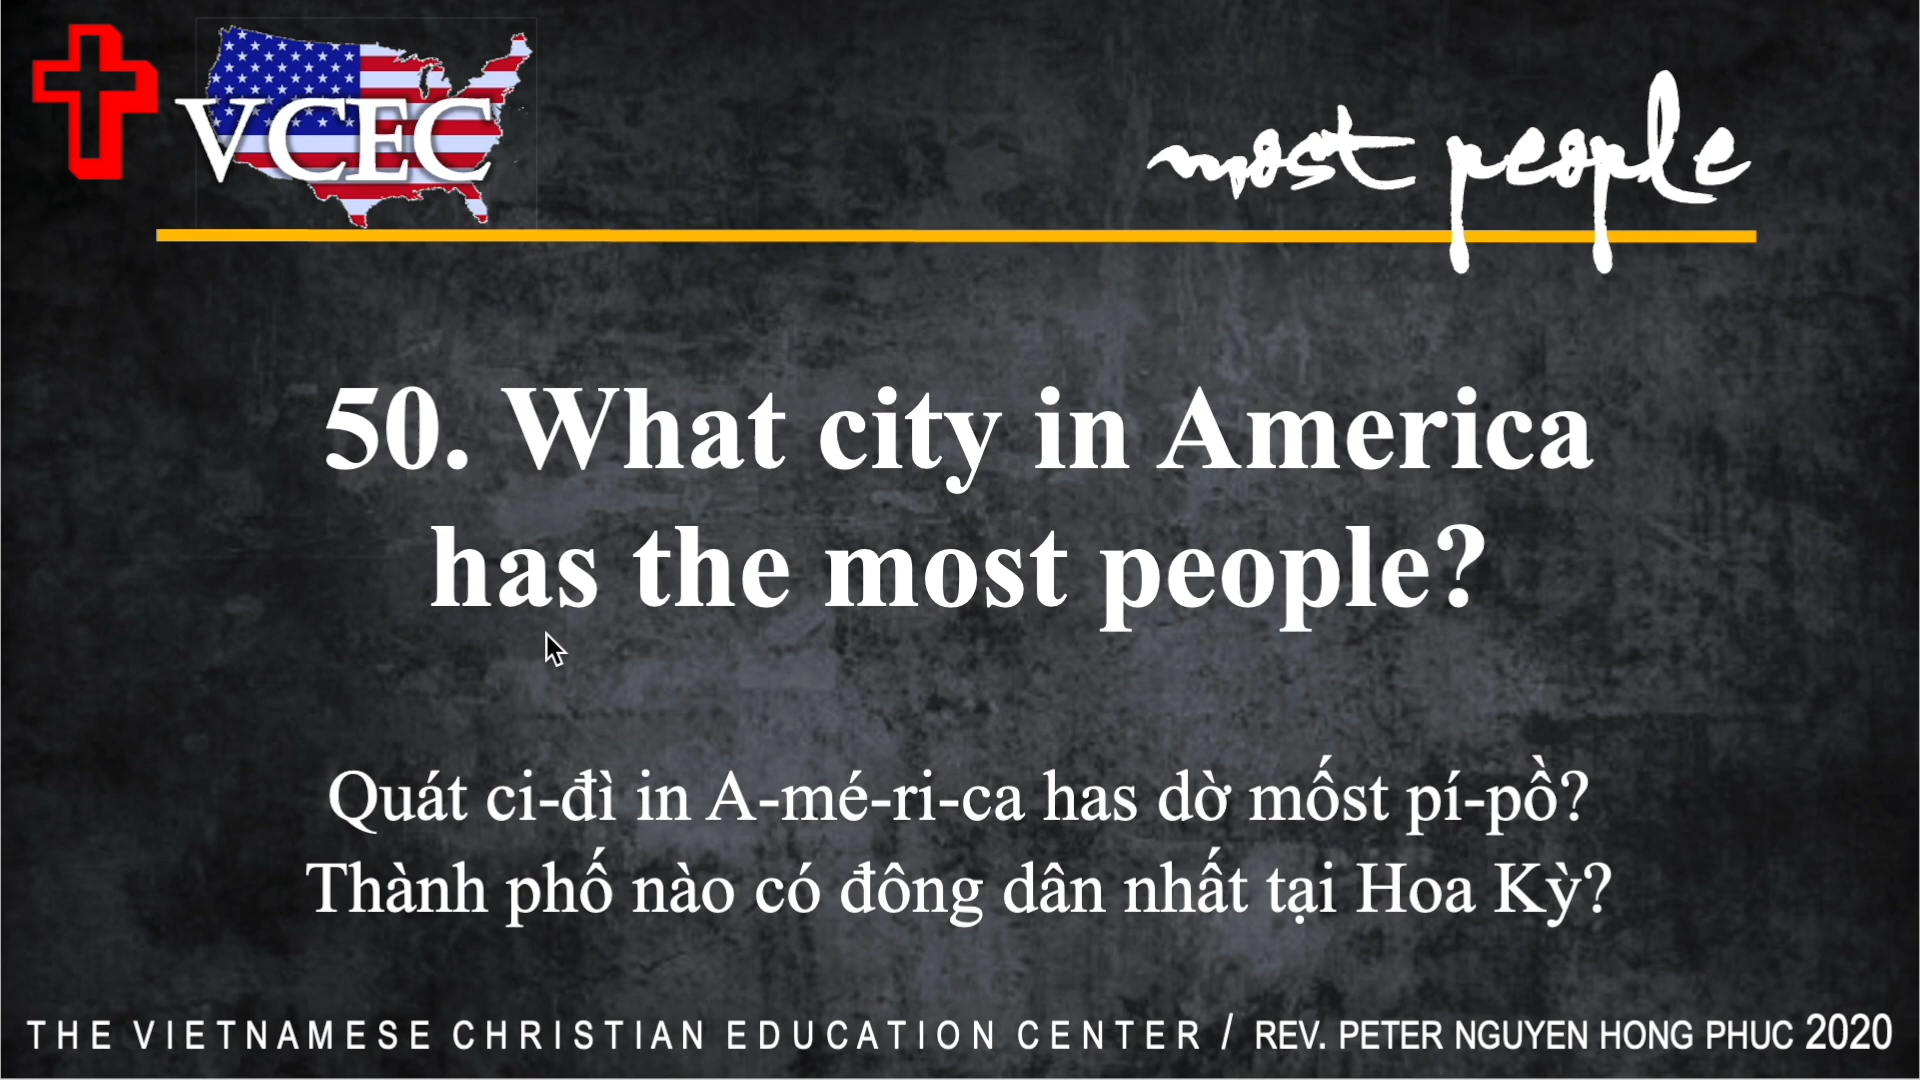 VCEC
most people
50. What city in America
has the most people?
Quát ci-đì in A-mé-ri-ca has dờ mốst pí-pồ?
Thành phố nào có đông dân nhất tại Hoa Kỳ?
THE VIETNAMESE CHRISTIAN EDUCATION CENTER / REV. PETER NGUYEN HONG PHUC 2020